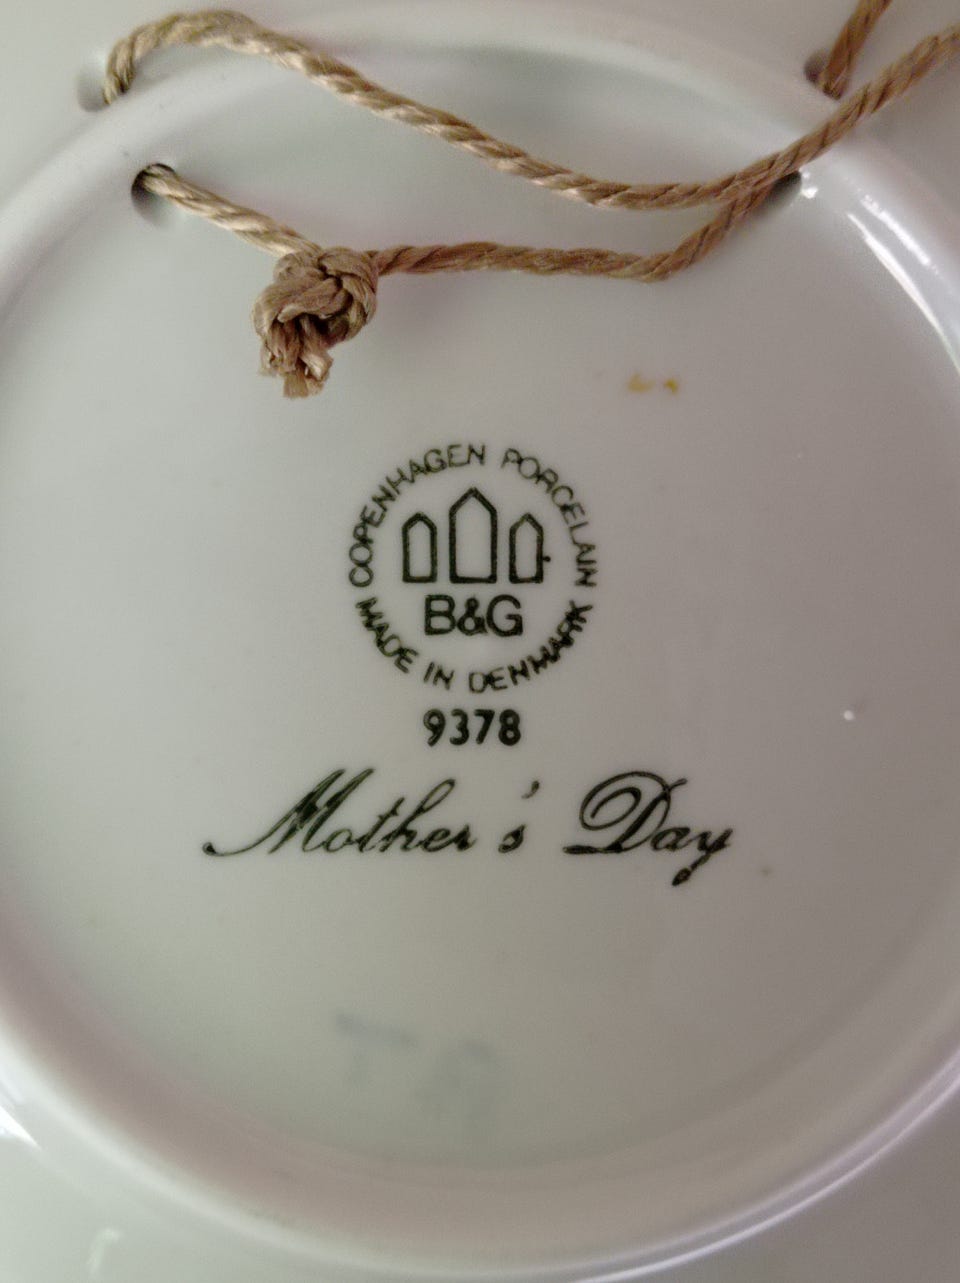 COPENHAGEN PORCELAIN
B&G
MADE IN DENMARK
9378
Mother's Day